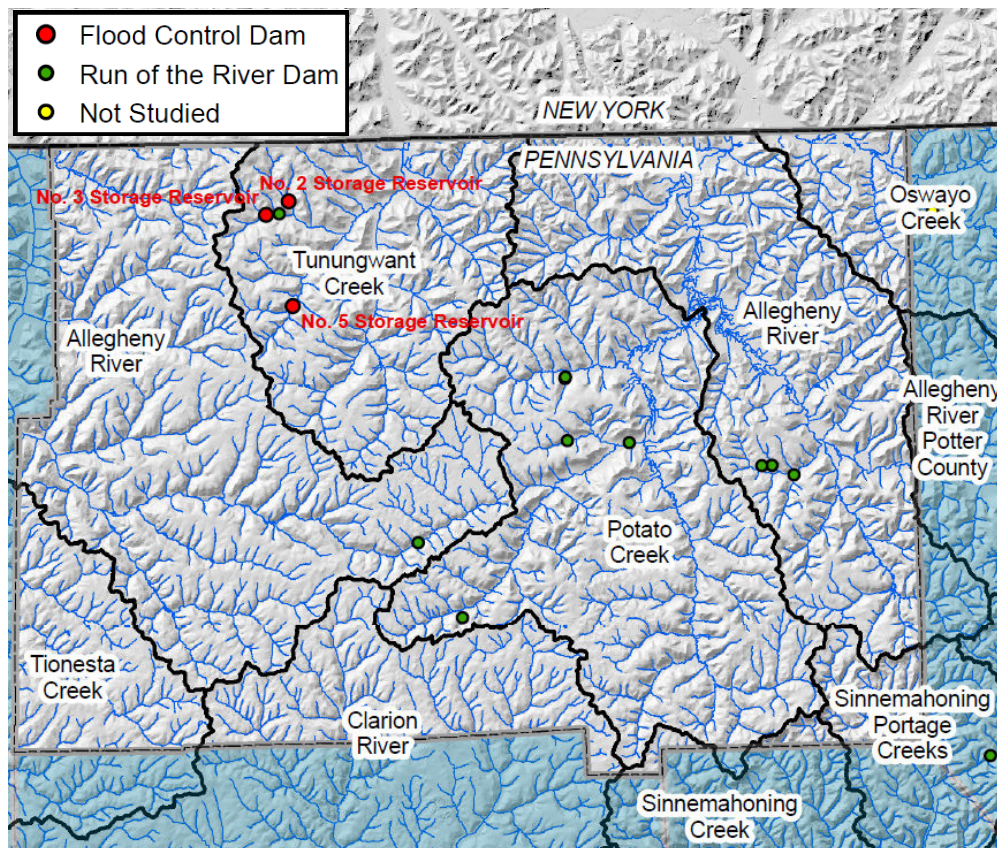 Flood Control Dam
Run of the River Dam
Not Studied
NEW YORK
PENNSYLVANIA
No. 2 Storage Reservoir
No. 3 Storage Reservoir
Oswayo
Creek
Tunungwant
Creek
No. 5 Storage Reservoir
Allegheny
River
Allegheny
River
Allegheny
River
Potter
County
Potato
Creek
Tionesta
Creek
Clarion
River
Sinnemahoning
Portage
Creeks
Sinnemahoning
Creek